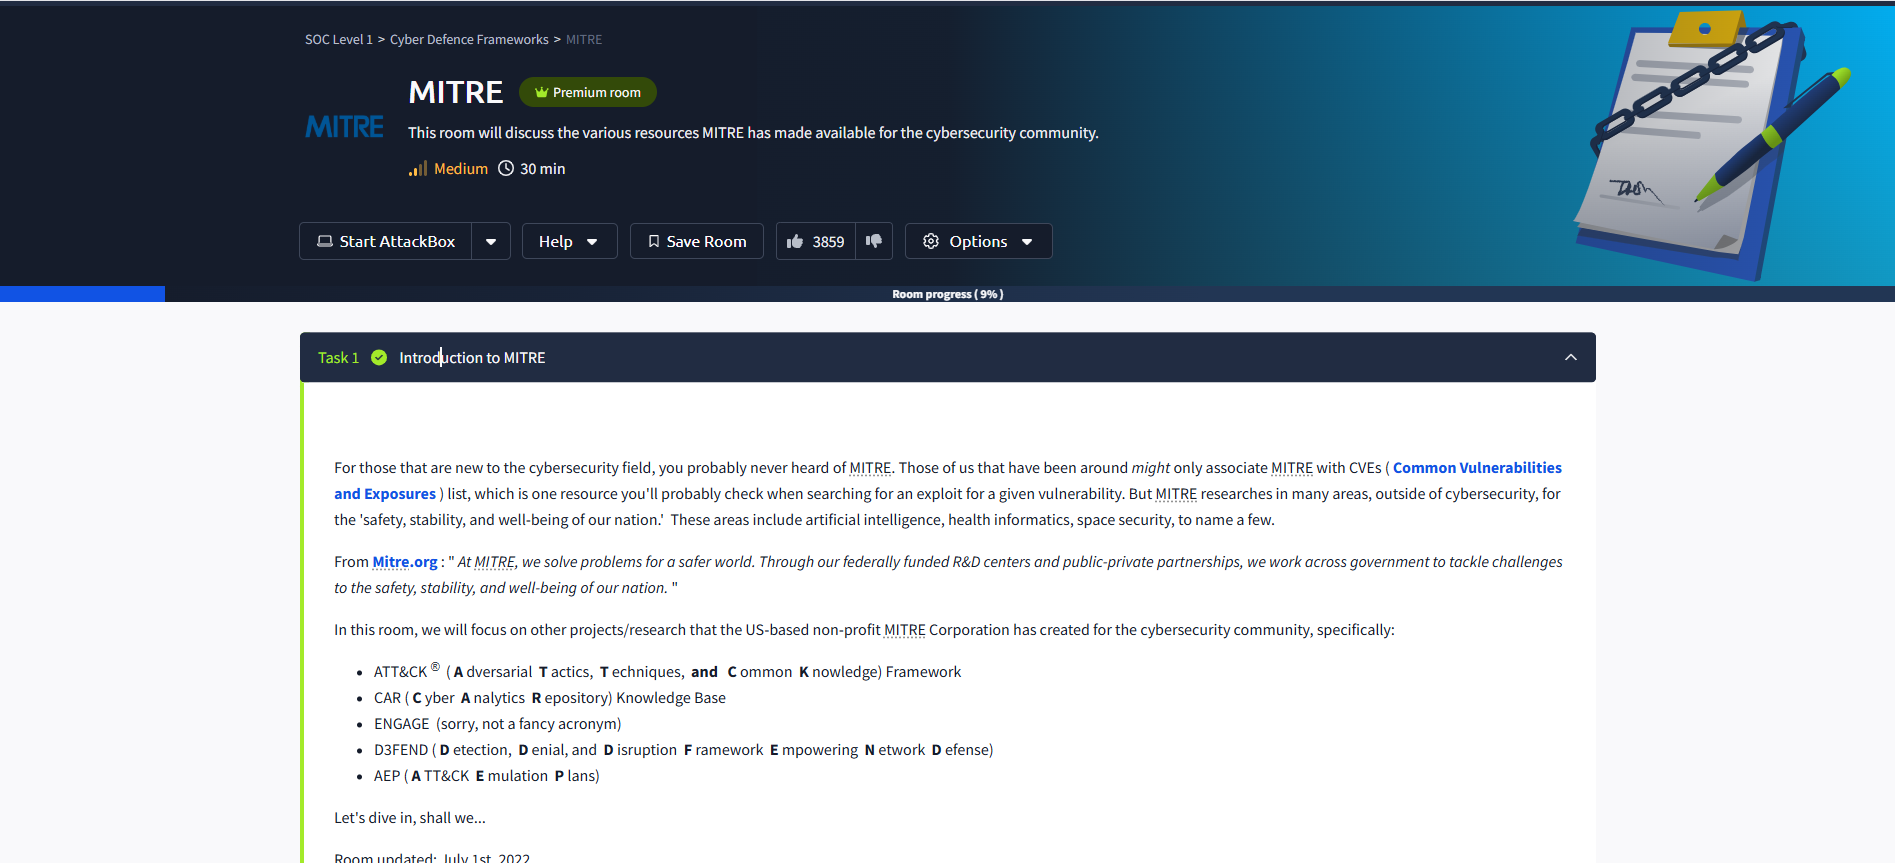 SOC Level 1 > Cyber Defence Frameworks > MITRE
MITRE
MITRE Premium room
This room will discuss the various resources MITRE has made available for the cybersecurity community.
Medium 30 min
Start AttackBox Help Save Room 3859 Options
Room progress ( 9% )
Task 1 Introduction to MITRE
For those that are new to the cybersecurity field, you probably never heard of MITRE. Those of us that have been around might only associate MITRE with CVEs ( Common Vulnerabilities
and Exposures ) list, which is one resource you'll probably check when searching for an exploit for a given vulnerability. But MITRE researches in many areas, outside of cybersecurity, for
the 'safety, stability, and well-being of our nation.' These areas include artificial intelligence, health informatics, space security, to name a few.
From Mitre.org : " At MITRE, we solve problems for a safer world. Through our federally funded R&D centers and public-private partnerships, we work across government to tackle challenges
to the safety, stability, and well-being of our nation. "
In this room, we will focus on other projects/research that the US-based non-profit MITRE Corporation has created for the cybersecurity community, specifically:
• ATT&CK ® ( A dversarial T actics, T echniques, and C ommon K nowledge) Framework
• CAR ( C yber A nalytics R epository) Knowledge Base
• ENGAGE (sorry, not a fancy acronym)
• D3FEND ( D etection, D enial, and D isruption F ramework E mpowering N etwork D efense)
• AEP ( A TT&CK E mulation P lans)
Let's dive in, shall we...
Room updated: July 1st, 2022